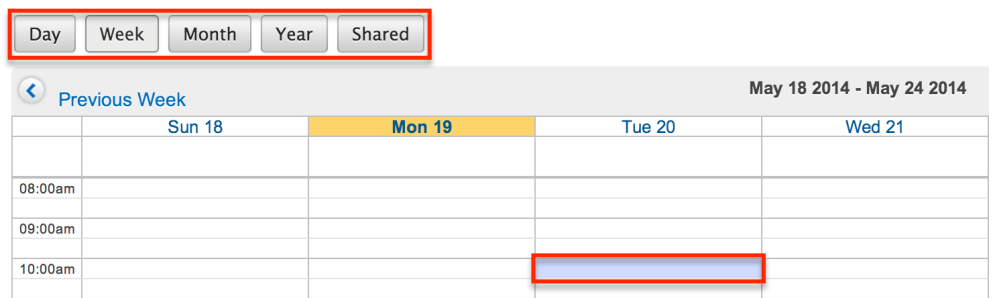 Day Week Month Year Shared
Previous Week May 18 2014 - May 24 2014
Sun 18 Mon 19 Tue 20 Wed 21
08:00am
09:00am
10:00am